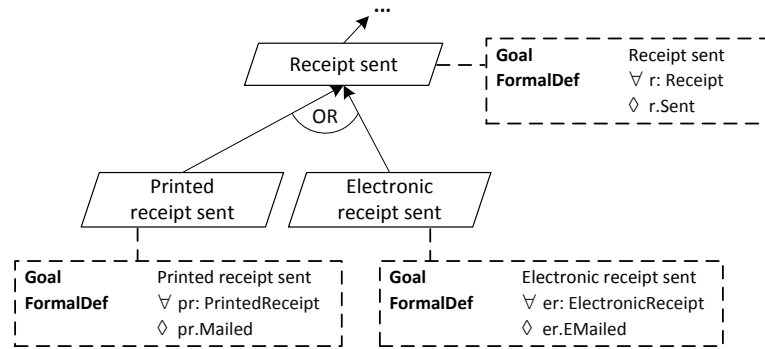 ...
Receipt sent
Goal Receipt sent
FormalDef ∀ r: Receipt
◊ r.Sent
OR
Printed
receipt sent
Electronic
receipt sent
Goal Printed receipt sent
FormalDef ∀ pr: PrintedReceipt
◊ pr.Mailed
Goal Electronic receipt sent
FormalDef ∀ er: ElectronicReceipt
◊ er.EMailed